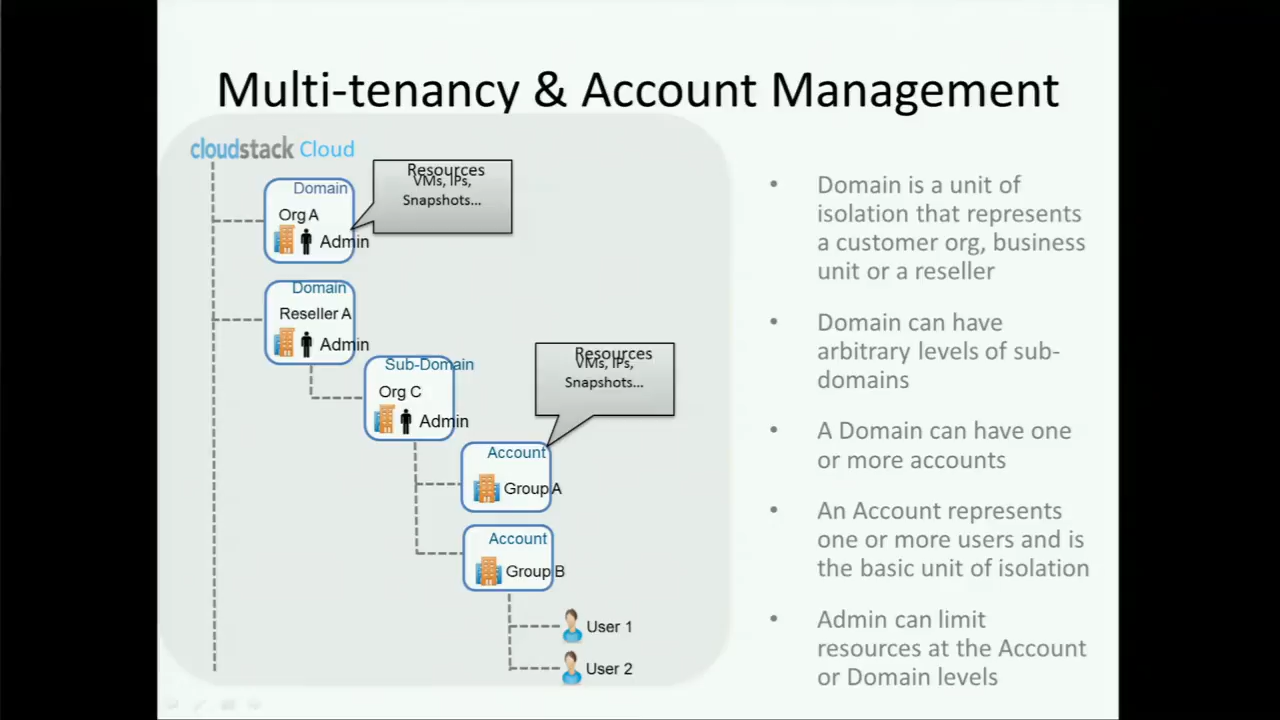 Multi-tenancy & Account Management
cloudstack Cloud
Domain
Org A
Admin
Resources
VMs, IPs,
Snapshots...
Domain
Reseller A
Admin
Sub-Domain
Org C
Admin
Resources
VMs, IPs,
Snapshots...
Account
Group A
Account
Group B
User 1
User 2
• Domain is a unit of
isolation that represents
a customer org, business
unit or a reseller
• Domain can have
arbitrary levels of sub-
domains
• A Domain can have one
or more accounts
• An Account represents
one or more users and is
the basic unit of isolation
• Admin can limit
resources at the Account
or Domain levels